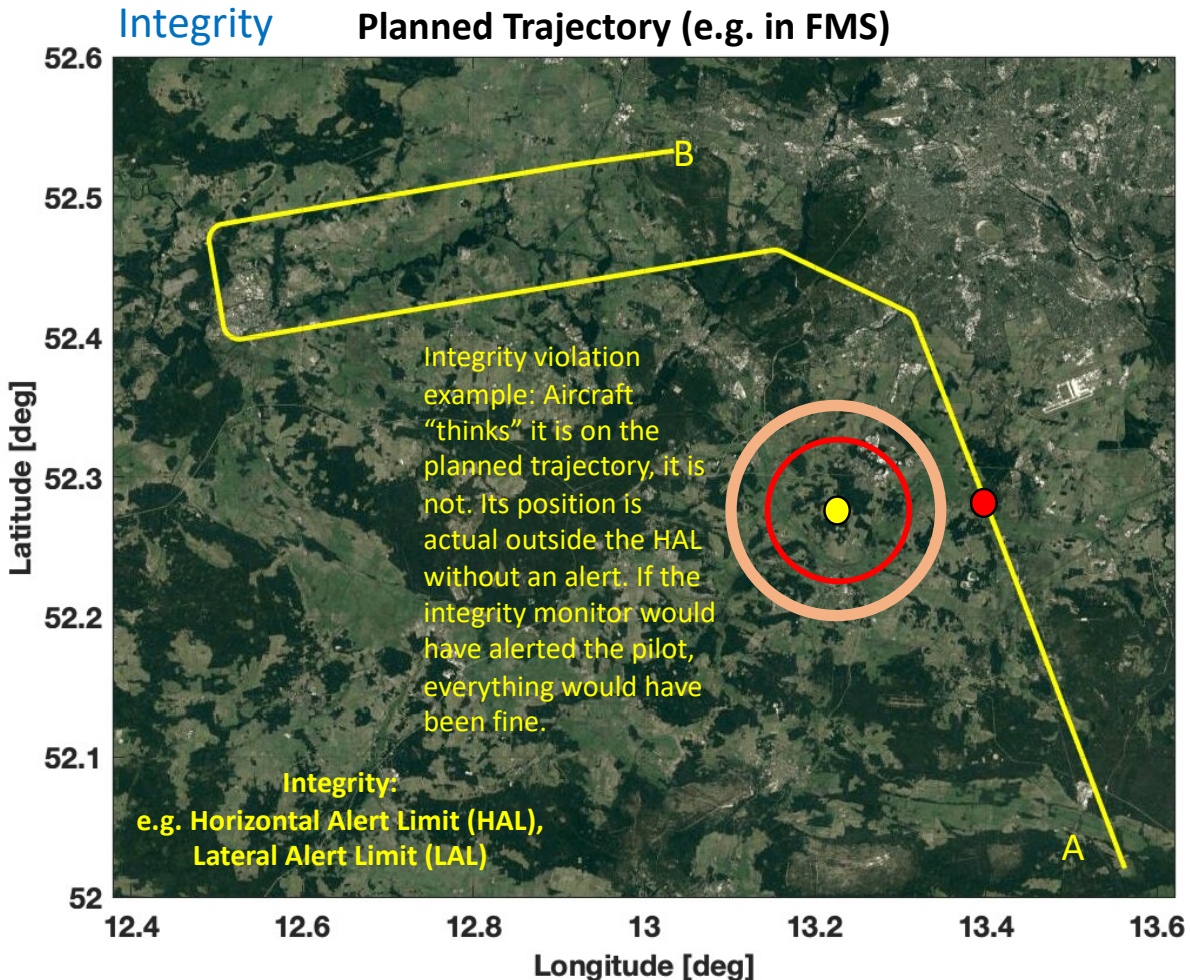 Integrity
Planned Trajectory (e.g. in FMS)
52.6
52.5
52.4
52.3
52.2
52.1
52
Latitude [deg]
B
Integrity violation
example: Aircraft
“thinks” it is on the
planned trajectory, it is
not. Its position is
actual outside the HAL
without an alert. If the
integrity monitor would
have alerted the pilot,
everything would have
been fine.
Integrity:
e.g. Horizontal Alert Limit (HAL),
Lateral Alert Limit (LAL)
A
12.4
12.6
12.8
13
13.2
13.4
13.6
Longitude [deg]